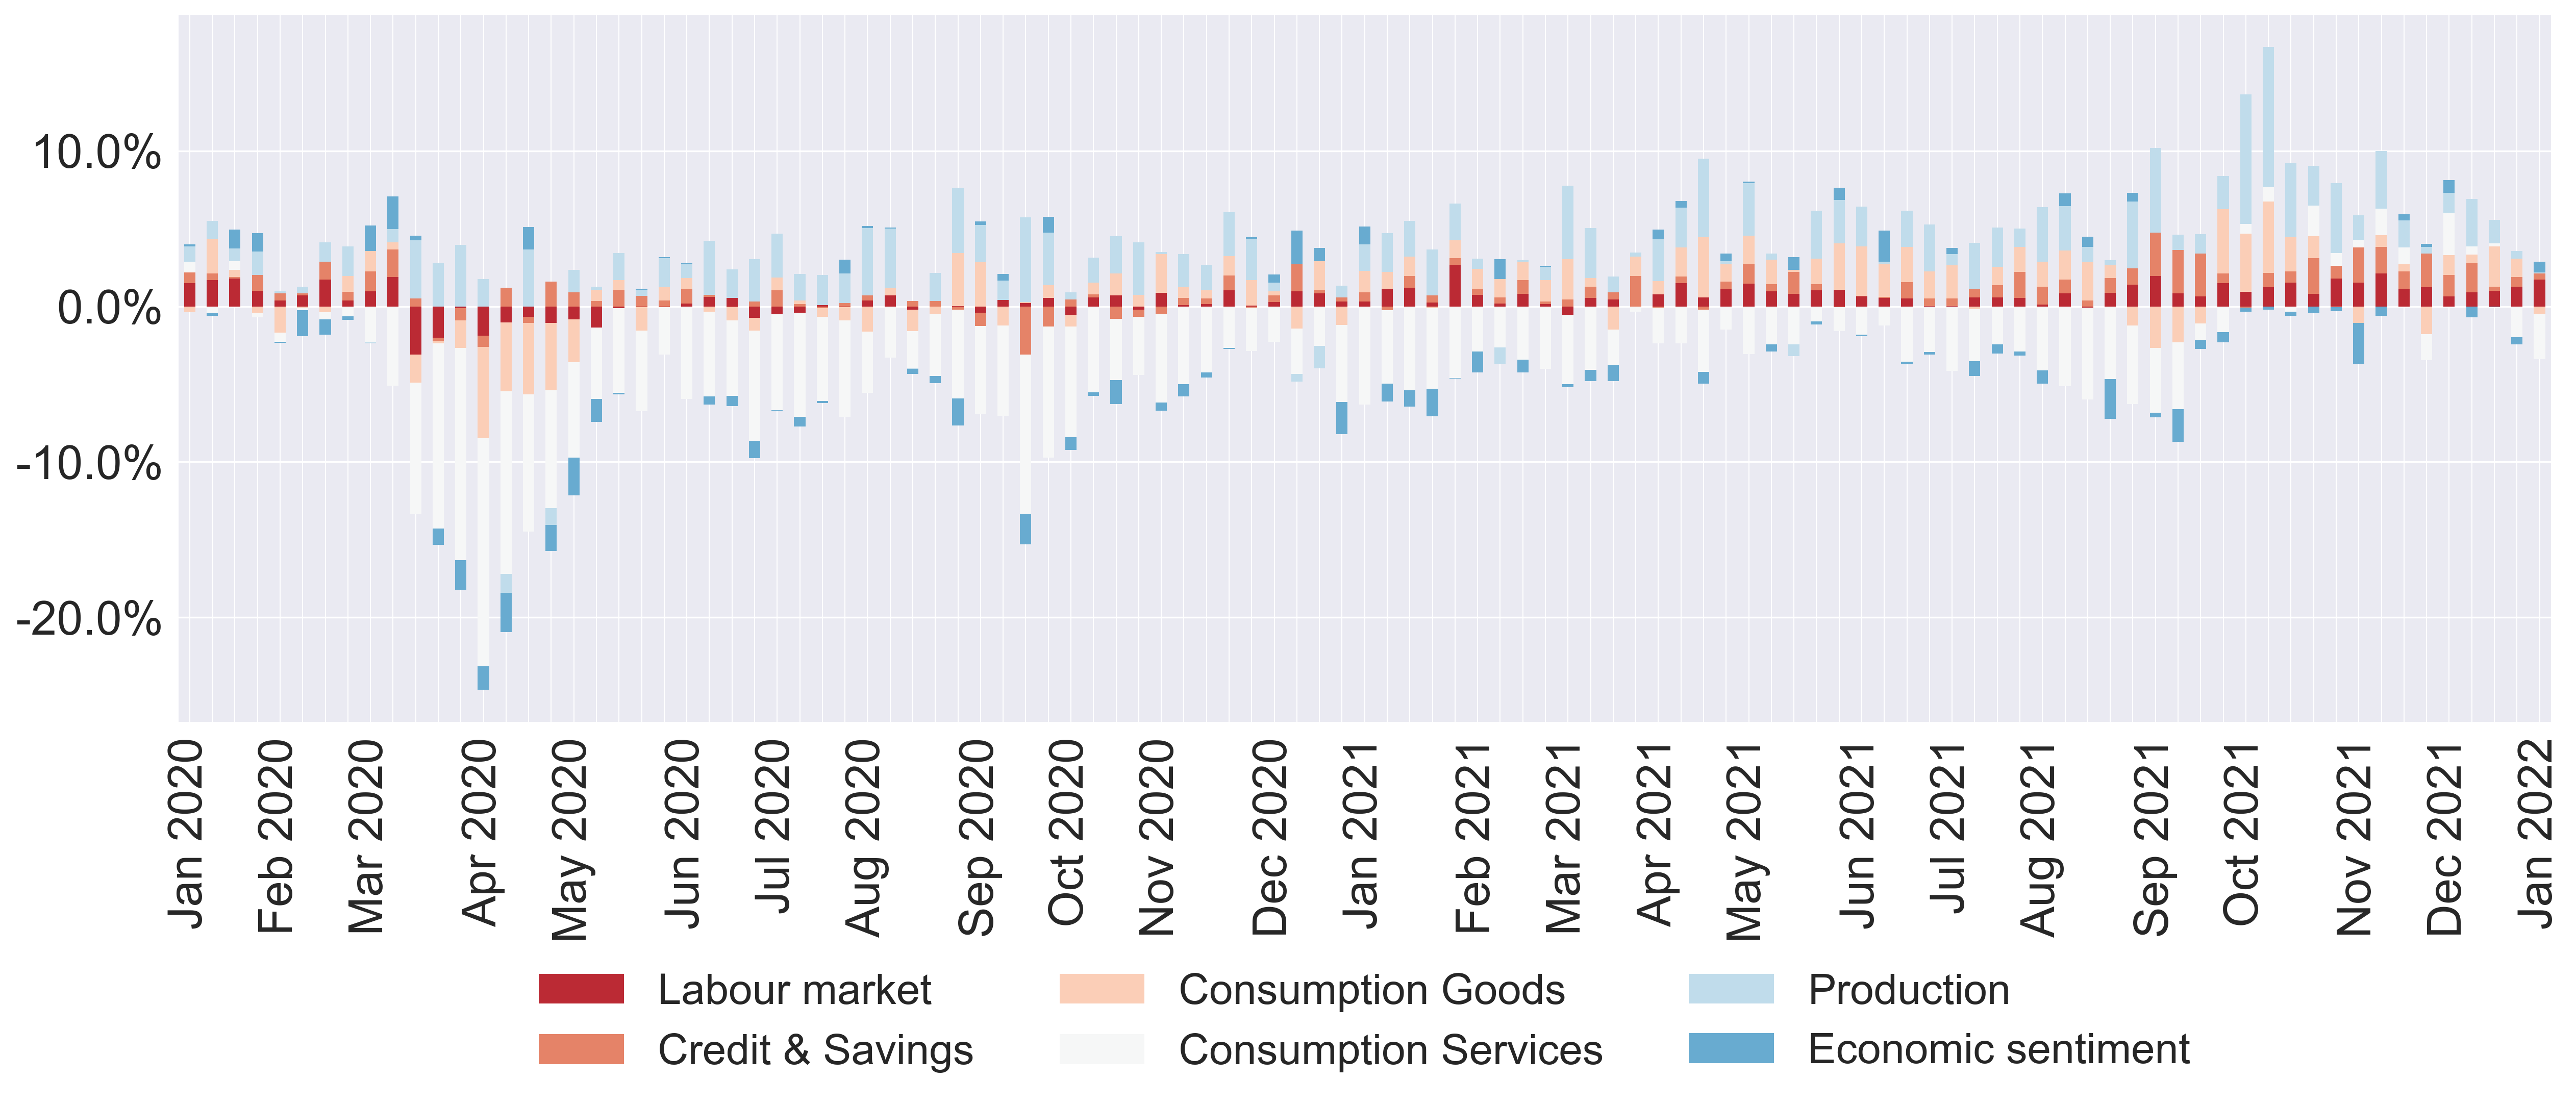 10.0%
0.0%
-10.0%
-20.0%
Jan 2020
Feb 2020
Mar 2020
Apr 2020
May 2020
Jun 2020
Jul 2020
Aug 2020
Sep 2020
Oct 2020
Nov 2020
Dec 2020
Jan 2021
Feb 2021
Mar 2021
Apr 2021
May 2021
Jun 2021
Jul 2021
Aug 2021
Sep 2021
Oct 2021
Nov 2021
Dec 2021
Jan 2022
Labour market
Consumption Goods
Production
Credit & Savings
Consumption Services
Economic sentiment